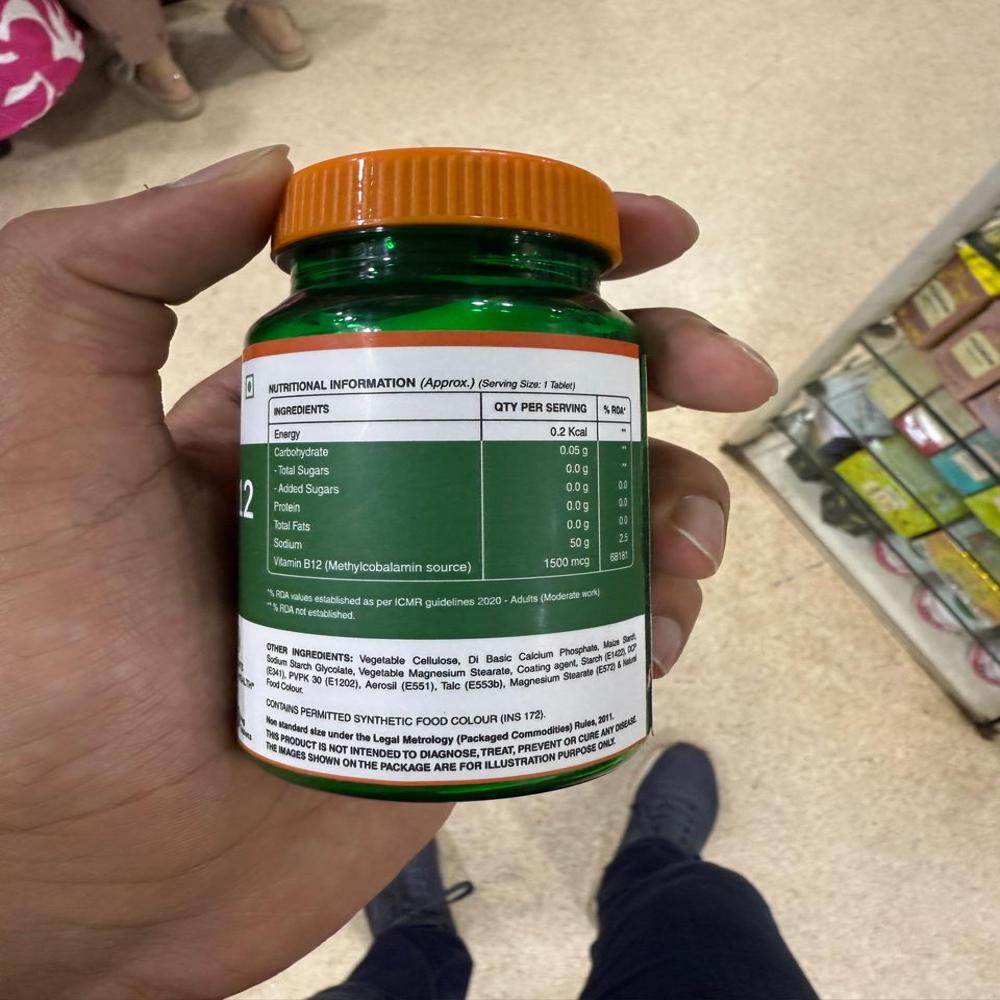 NUTRITIONAL INFORMATION (Approx.) (Serving Size: 1 Tablet)
INGREDIENTS QTY PER SERVING % RDA*
Energy 0.2 Kcal **
Carbohydrate 0.05 g **
- Total Sugars 0.0 g **
- Added Sugars 0.0 g 0.0
Protein 0.0 g 0.0
Total Fats 0.0 g 0.0
Sodium 50 g 2.5
Vitamin B12 (Methylcobalamin source) 1500 mcg 68181
*% RDA values established as per ICMR guidelines 2020 - Adults (Moderate work)
** % RDA not established.
OTHER INGREDIENTS: Vegetable Cellulose, Di Basic Calcium Phosphate, Maize Starch,
Sodium Starch Glycolate, Vegetable Magnesium Stearate, Coating agent, Starch (E1422), DCP
(E341), PVPK 30 (E1202), Aerosil (E551), Talc (E553b), Magnesium Stearate (E572) & Natural
Food Colour.
CONTAINS PERMITTED SYNTHETIC FOOD COLOUR (INS 172).
Non standard size under the Legal Metrology (Packaged Commodities) Rules, 2011.
THIS PRODUCT IS NOT INTENDED TO DIAGNOSE, TREAT, PREVENT OR CURE ANY DISEASE.
THE IMAGES SHOWN ON THE PACKAGE ARE FOR ILLUSTRATION PURPOSE ONLY.
12